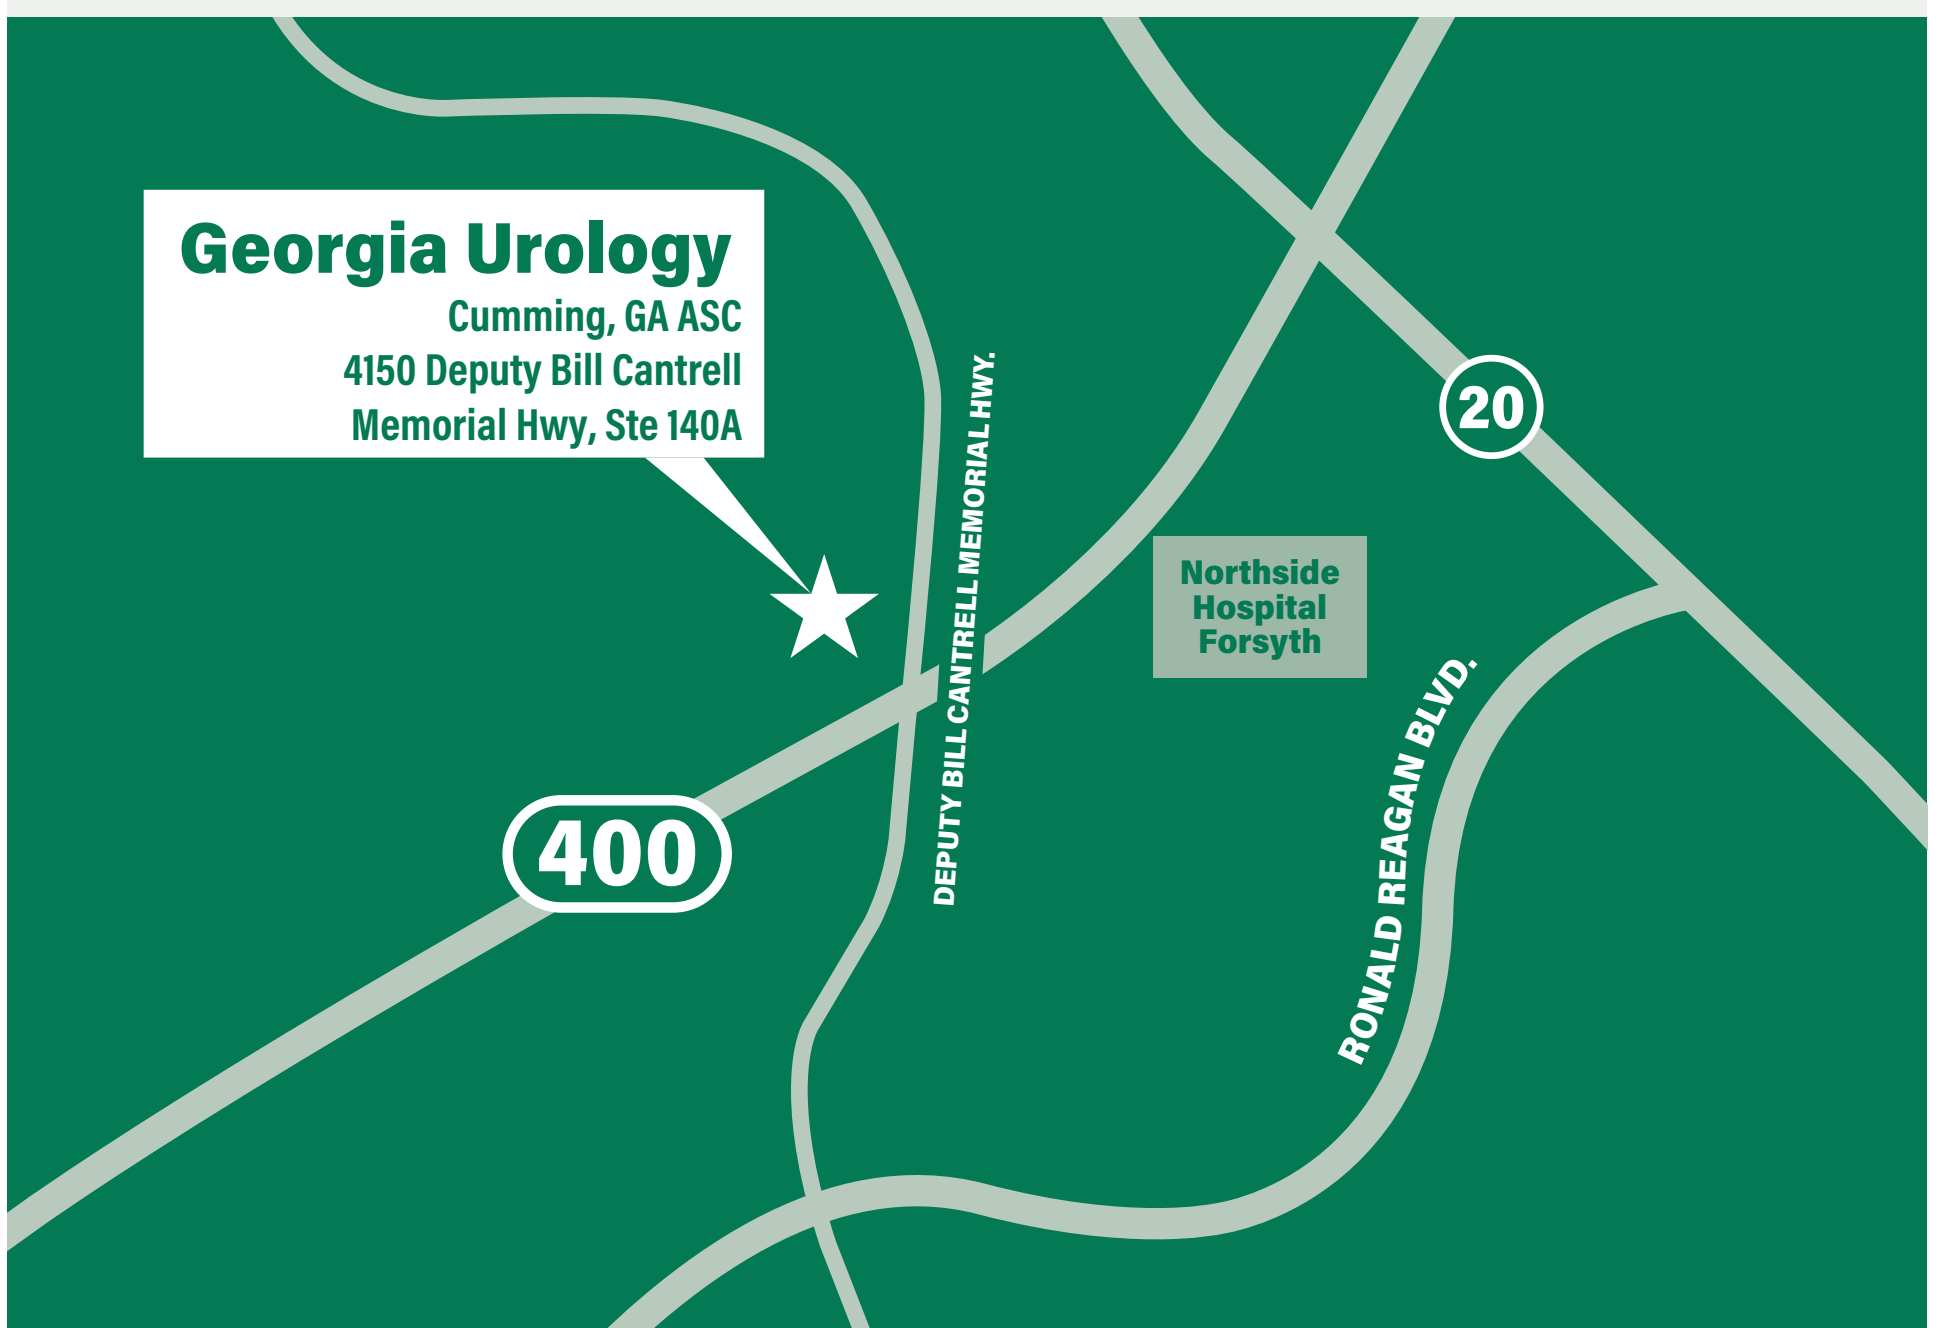 Georgia Urology
Cumming, GA ASC
4150 Deputy Bill Cantrell
Memorial Hwy, Ste 140A
DEPUTY BILL CANTRELL MEMORIAL HWY.
20
Northside
Hospital
Forsyth
RONALD REAGAN BLVD.
400